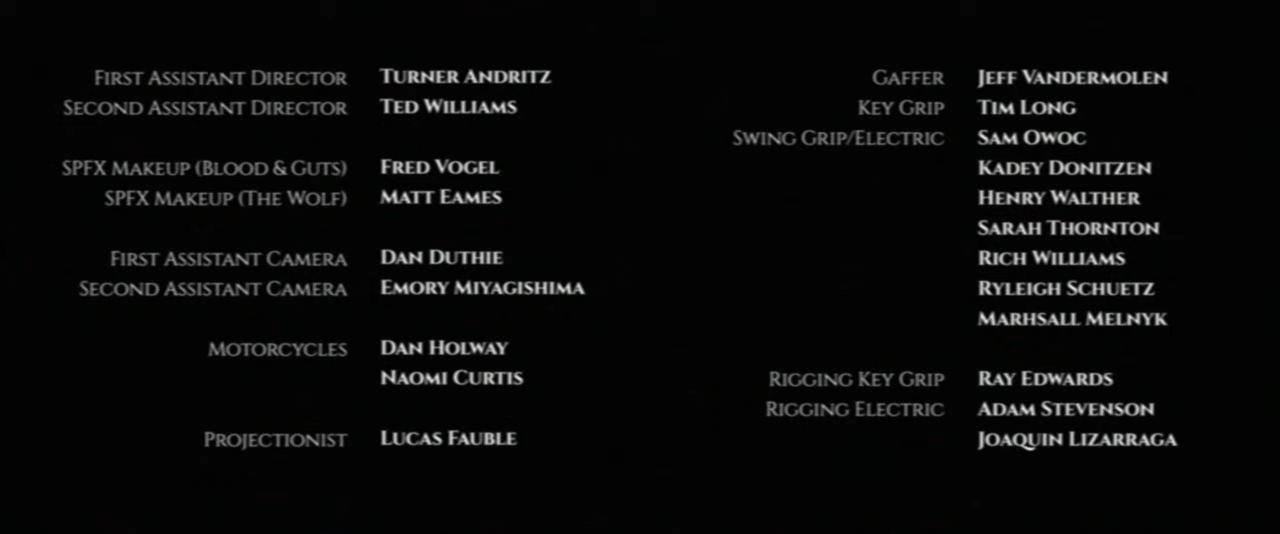 First Assistant Director Turner Andritz
Second Assistant Director Ted Williams
SPFX Makeup (Blood & Guts) Fred Vogel
SPFX Makeup (The Wolf) Matt Eames
First Assistant Camera Dan Duthie
Second Assistant Camera Emory Miyagishima
Motorcycles Dan Holway
Naomi Curtis
Projectionist Lucas Fauble
Gaffer Jeff Vandermolen
Key Grip Tim Long
Swing Grip/Electric Sam Owoc
Kadey Donitzen
Henry Walther
Sarah Thornton
Rich Williams
Ryleigh Schuetz
Marhsall Melnyk
Rigging Key Grip Ray Edwards
Rigging Electric Adam Stevenson
Joaquin Lizarraga